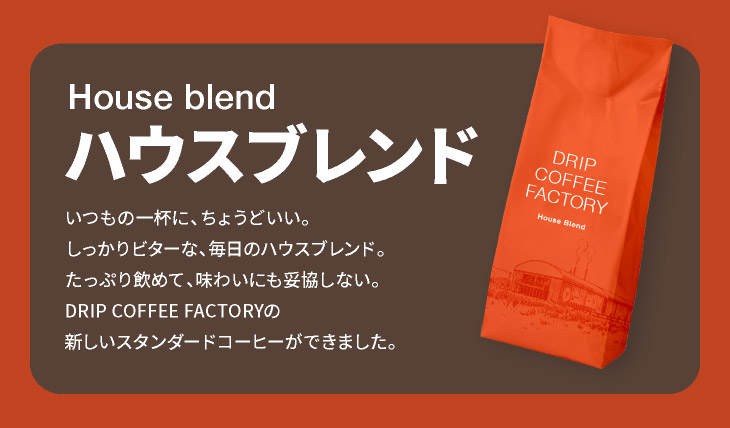 House blend
ハウスブレンド
いつもの一杯に、ちょうどいい。
しっかりビターな、毎日のハウスブレンド。
たっぷり飲めて、味わいにも妥協しない。
DRIP COFFEE FACTORYの
新しいスタンダードコーヒーができました。
DRIP
COFFEE
FACTORY
House Blend